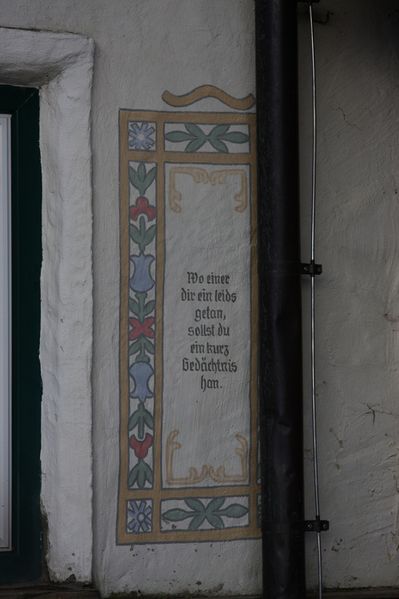 Wo einer
dir ein leids
getan,
sollst du
ein kurz
Gedächtnis
han.